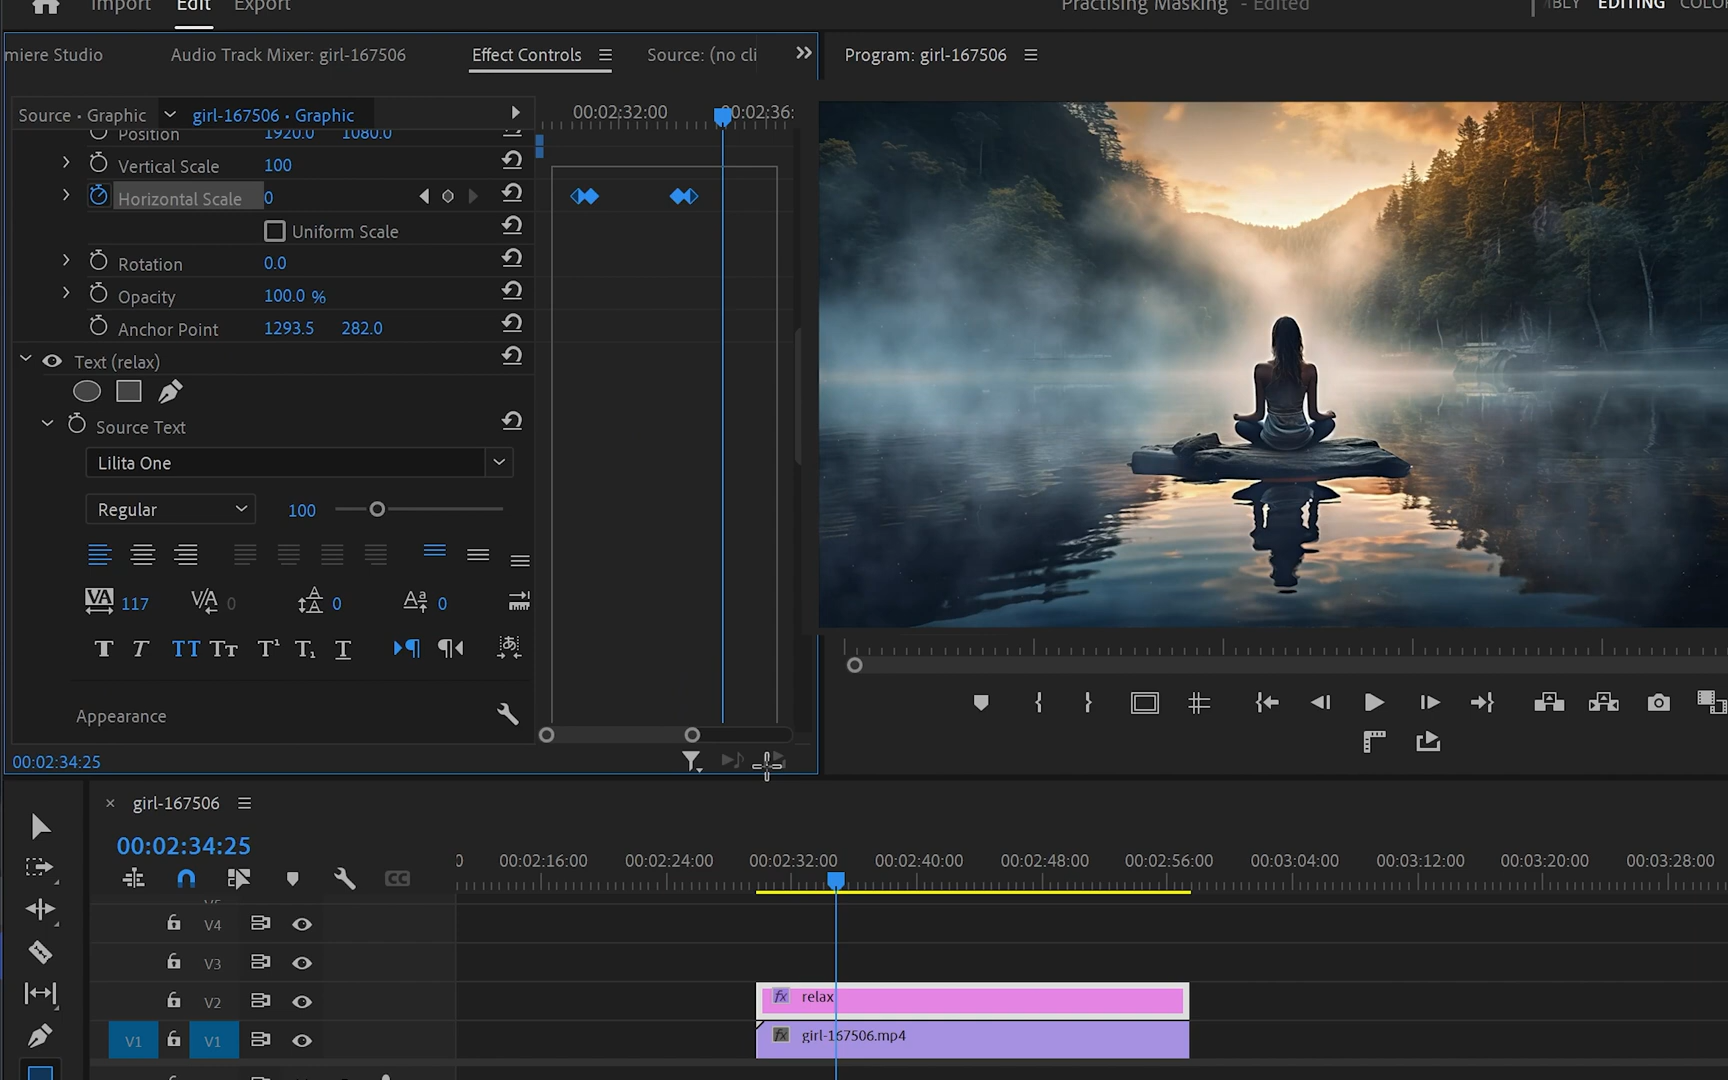 Import Edit Export
Practising Masking - Edited
EDITING
miere Studio
Audio Track Mixer: girl-167506
Effect Controls
Source: (no cli
Program: girl-167506
Source • Graphic
girl-167506 • Graphic
00:02:32:00
00:02:36:
Position 1920.0 1080.0
Vertical Scale 100
Horizontal Scale 0
Uniform Scale
Rotation 0.0
Opacity 100.0 %
Anchor Point 1293.5 282.0
Text (relax)
Source Text
Lilita One
Regular 100
117 0 0 0
Appearance
00:02:34:25
girl-167506
00:02:34:25
00:02:16:00 00:02:24:00 00:02:32:00 00:02:40:00 00:02:48:00 00:02:56:00 00:03:04:00 00:03:12:00 00:03:20:00 00:03:28:00
V4
V3
V2
fx relax
V1 V1
fx girl-167506.mp4